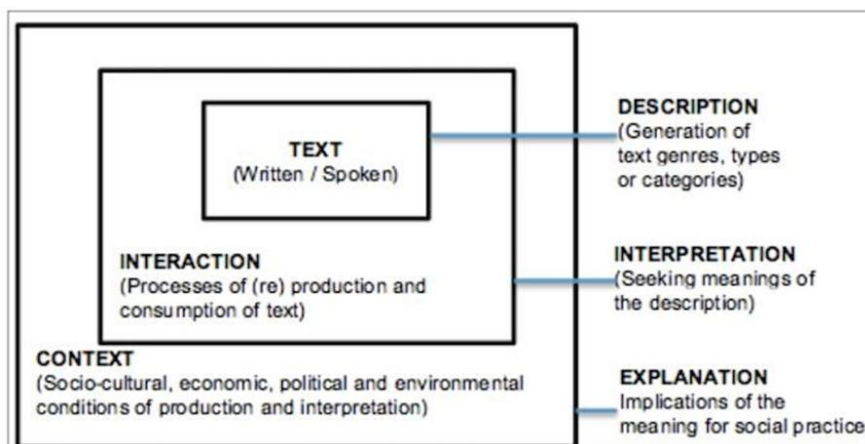 TEXT
(Written / Spoken)
INTERACTION
(Processes of (re) production and
consumption of text)
CONTEXT
(Socio-cultural, economic, political and environmental
conditions of production and interpretation)
DESCRIPTION
(Generation of
text genres, types
or categories)
INTERPRETATION
(Seeking meanings of
the description)
EXPLANATION
Implications of the
meaning for social practice